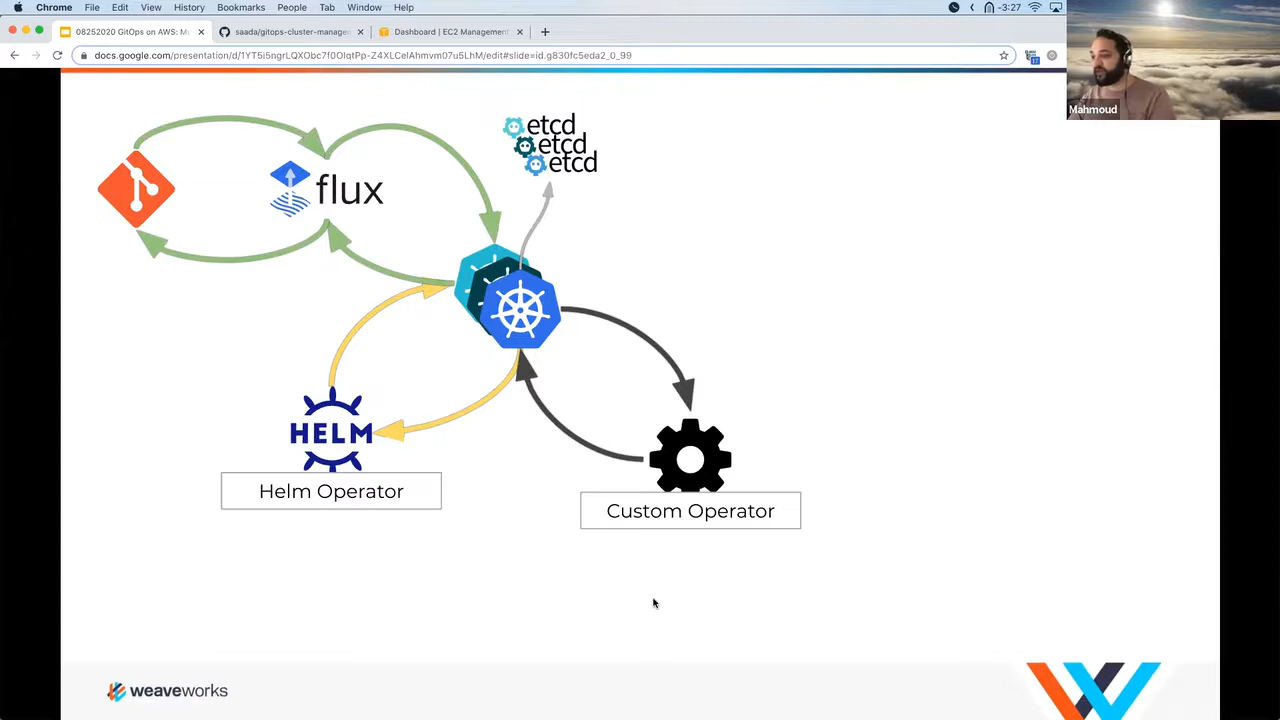 Chrome File Edit View History Bookmarks People Tab Window Help
-3:27
08252020 GitOps on AWS: Mu
saada/gitops-cluster-manage
Dashboard | EC2 Management
docs.google.com/presentation/d/1YT5i5ngrLQXObc7f0OlqtPp-Z4XLCelAhmvm07u5LhM/edit#slide=id.g830fc5eda2_0_99
Mahmoud
etcd
etcd
etcd
flux
HELM
Helm Operator
Custom Operator
weaveworks